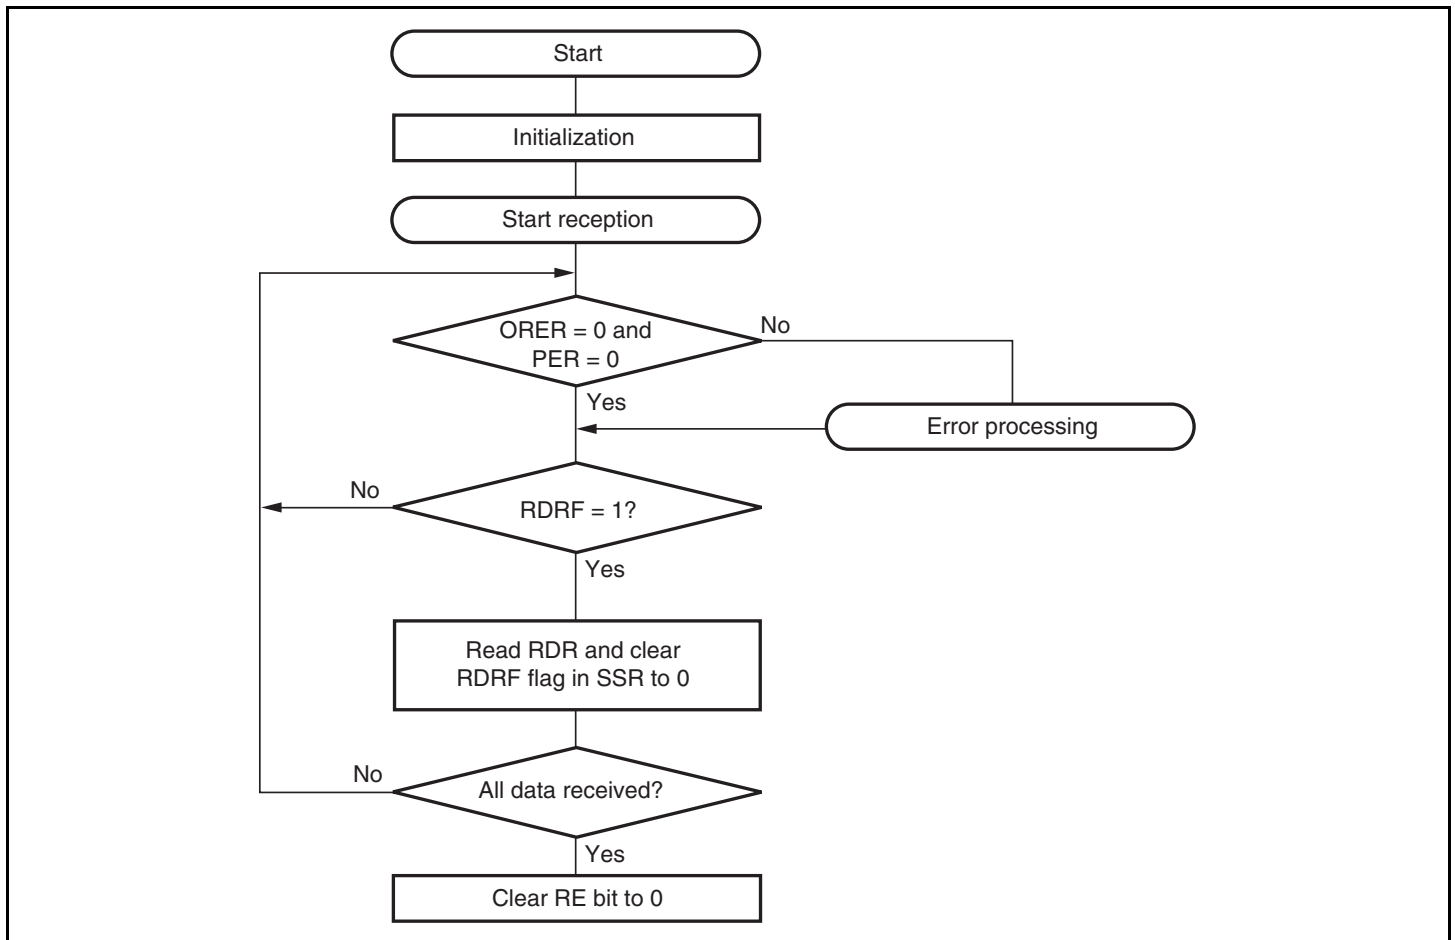 Start
Initialization
Start reception
ORER = 0 and
PER = 0
No
Yes
Error processing
No
RDRF = 1?
Yes
Read RDR and clear
RDRF flag in SSR to 0
No
All data received?
Yes
Clear RE bit to 0